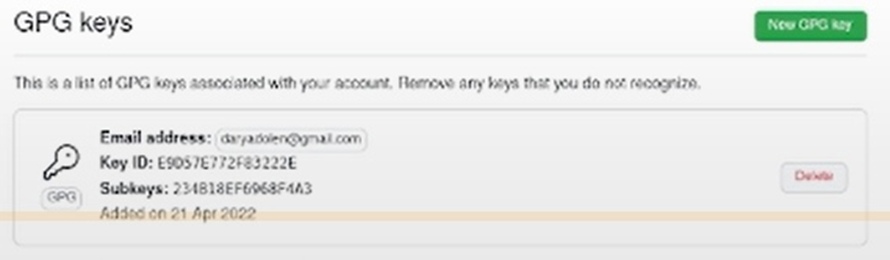 GPG keys
New GPG key
This is a list of GPG keys associated with your account. Remove any keys that you do not recognize.
Email address: daryadolen@gmail.com
Key ID: E9D57E772F83222E
GPG
Subkeys: 234B18EF6968F4A3
Delete
Added on 21 Apr 2022